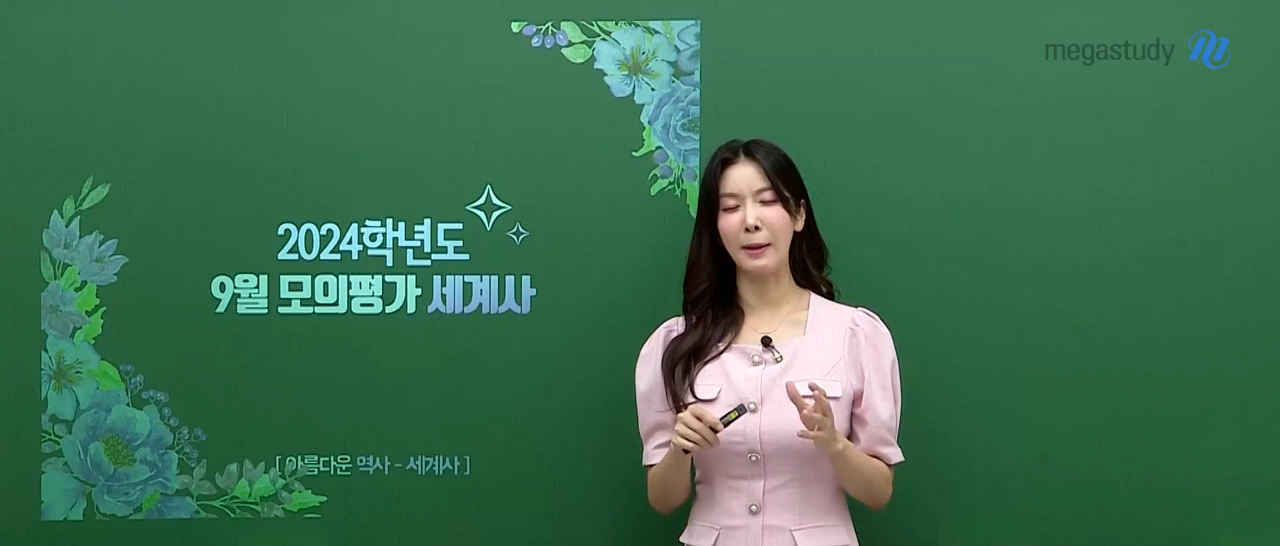 megastudy
2024학년도
9월 모의평가 세계사
[ 아름다운 역사 - 세계사 ]